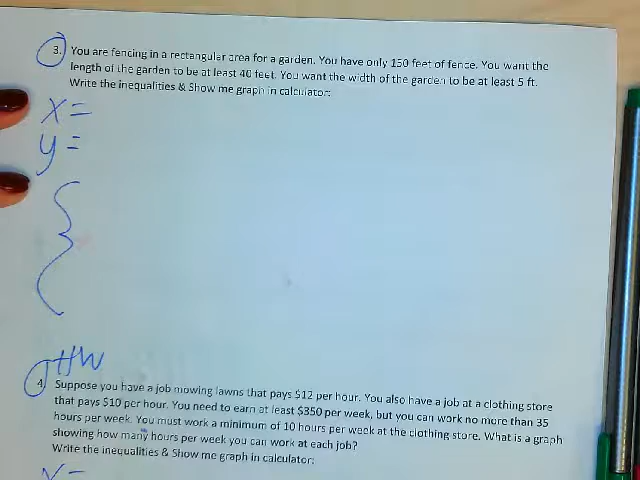 3. You are fencing in a rectangular area for a garden. You have only 150 feet of fence. You want the
length of the garden to be at least 40 feet. You want the width of the garden to be at least 5 ft.
Write the inequalities & Show me graph in calculator:
x =
y =
HW
4. Suppose you have a job mowing lawns that pays $12 per hour. You also have a job at a clothing store
that pays $10 per hour. You need to earn at least $350 per week, but you can work no more than 35
hours per week. You must work a minimum of 10 hours per week at the clothing store. What is a graph
showing how many hours per week you can work at each job?
Write the inequalities & Show me graph in calculator: